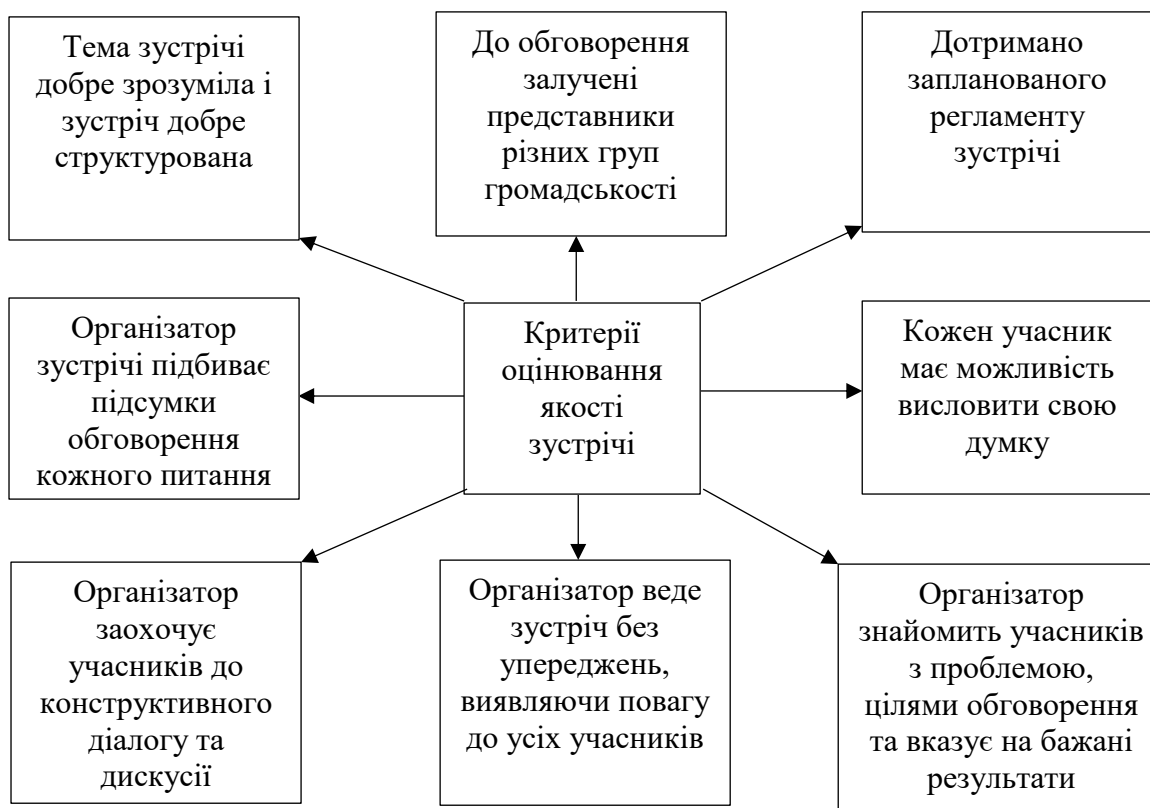 Тема зустрічі
добре зрозуміла і
зустріч добре
структурована
До обговорення
залучені
представники
різних груп
громадськості
Дотримано
запланованого
регламенту
зустрічі
Організатор
зустрічі підбиває
підсумки
обговорення
кожного питання
Критерії
оцінювання
якості
зустрічі
Кожен учасник
має можливість
висловити свою
думку
Організатор
заохочує
учасників до
конструктивного
діалогу та
дискусії
Організатор веде
зустріч без
упереджень,
виявляючи повагу
до усіх учасників
Організатор
знайомить учасників
з проблемою,
цілями обговорення
та вказує на бажані
результати